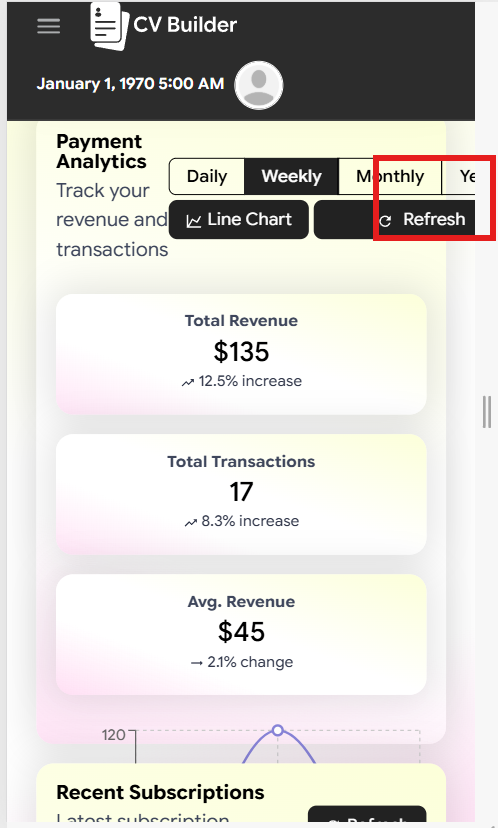 CV Builder
January 1, 1970 5:00 AM
Payment
Analytics
Track your
revenue and
transactions
Daily Weekly Monthly Ye
Line Chart Refresh
Total Revenue
$135
12.5% increase
Total Transactions
17
8.3% increase
Avg. Revenue
$45
→ 2.1% change
120
Recent Subscriptions
Latest subscription
Refresh